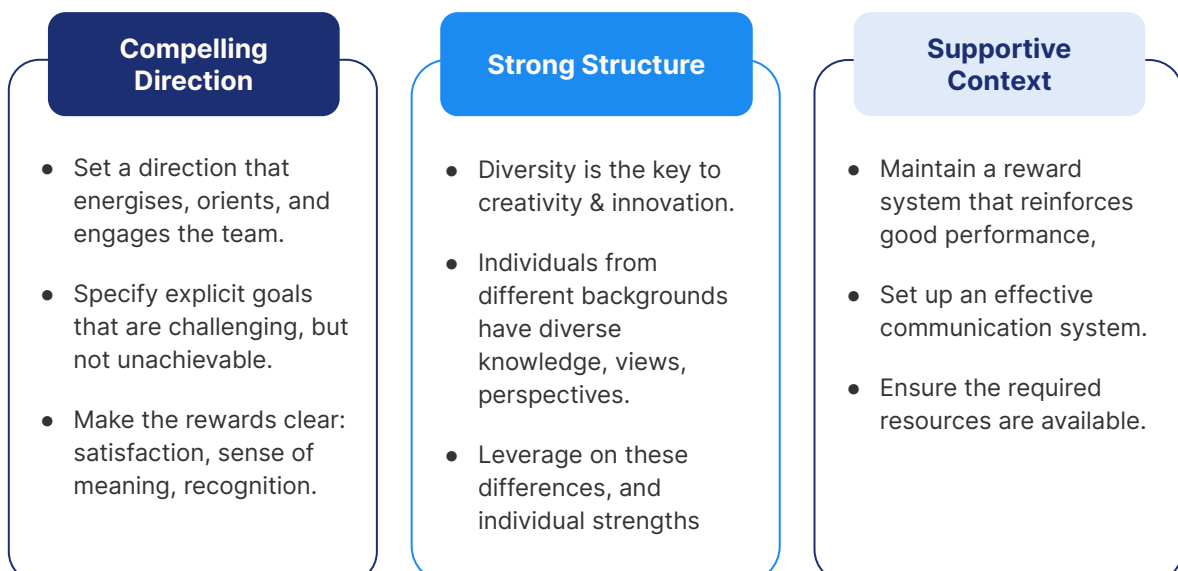 Compelling
Direction
● Set a direction that
energises, orients, and
engages the team.
● Specify explicit goals
that are challenging, but
not unachievable.
● Make the rewards clear:
satisfaction, sense of
meaning, recognition.
Strong Structure
● Diversity is the key to
creativity & innovation.
● Individuals from
different backgrounds
have diverse
knowledge, views,
perspectives.
● Leverage on these
differences, and
individual strengths
Supportive
Context
● Maintain a reward
system that reinforces
good performance,
● Set up an effective
communication system.
● Ensure the required
resources are available.